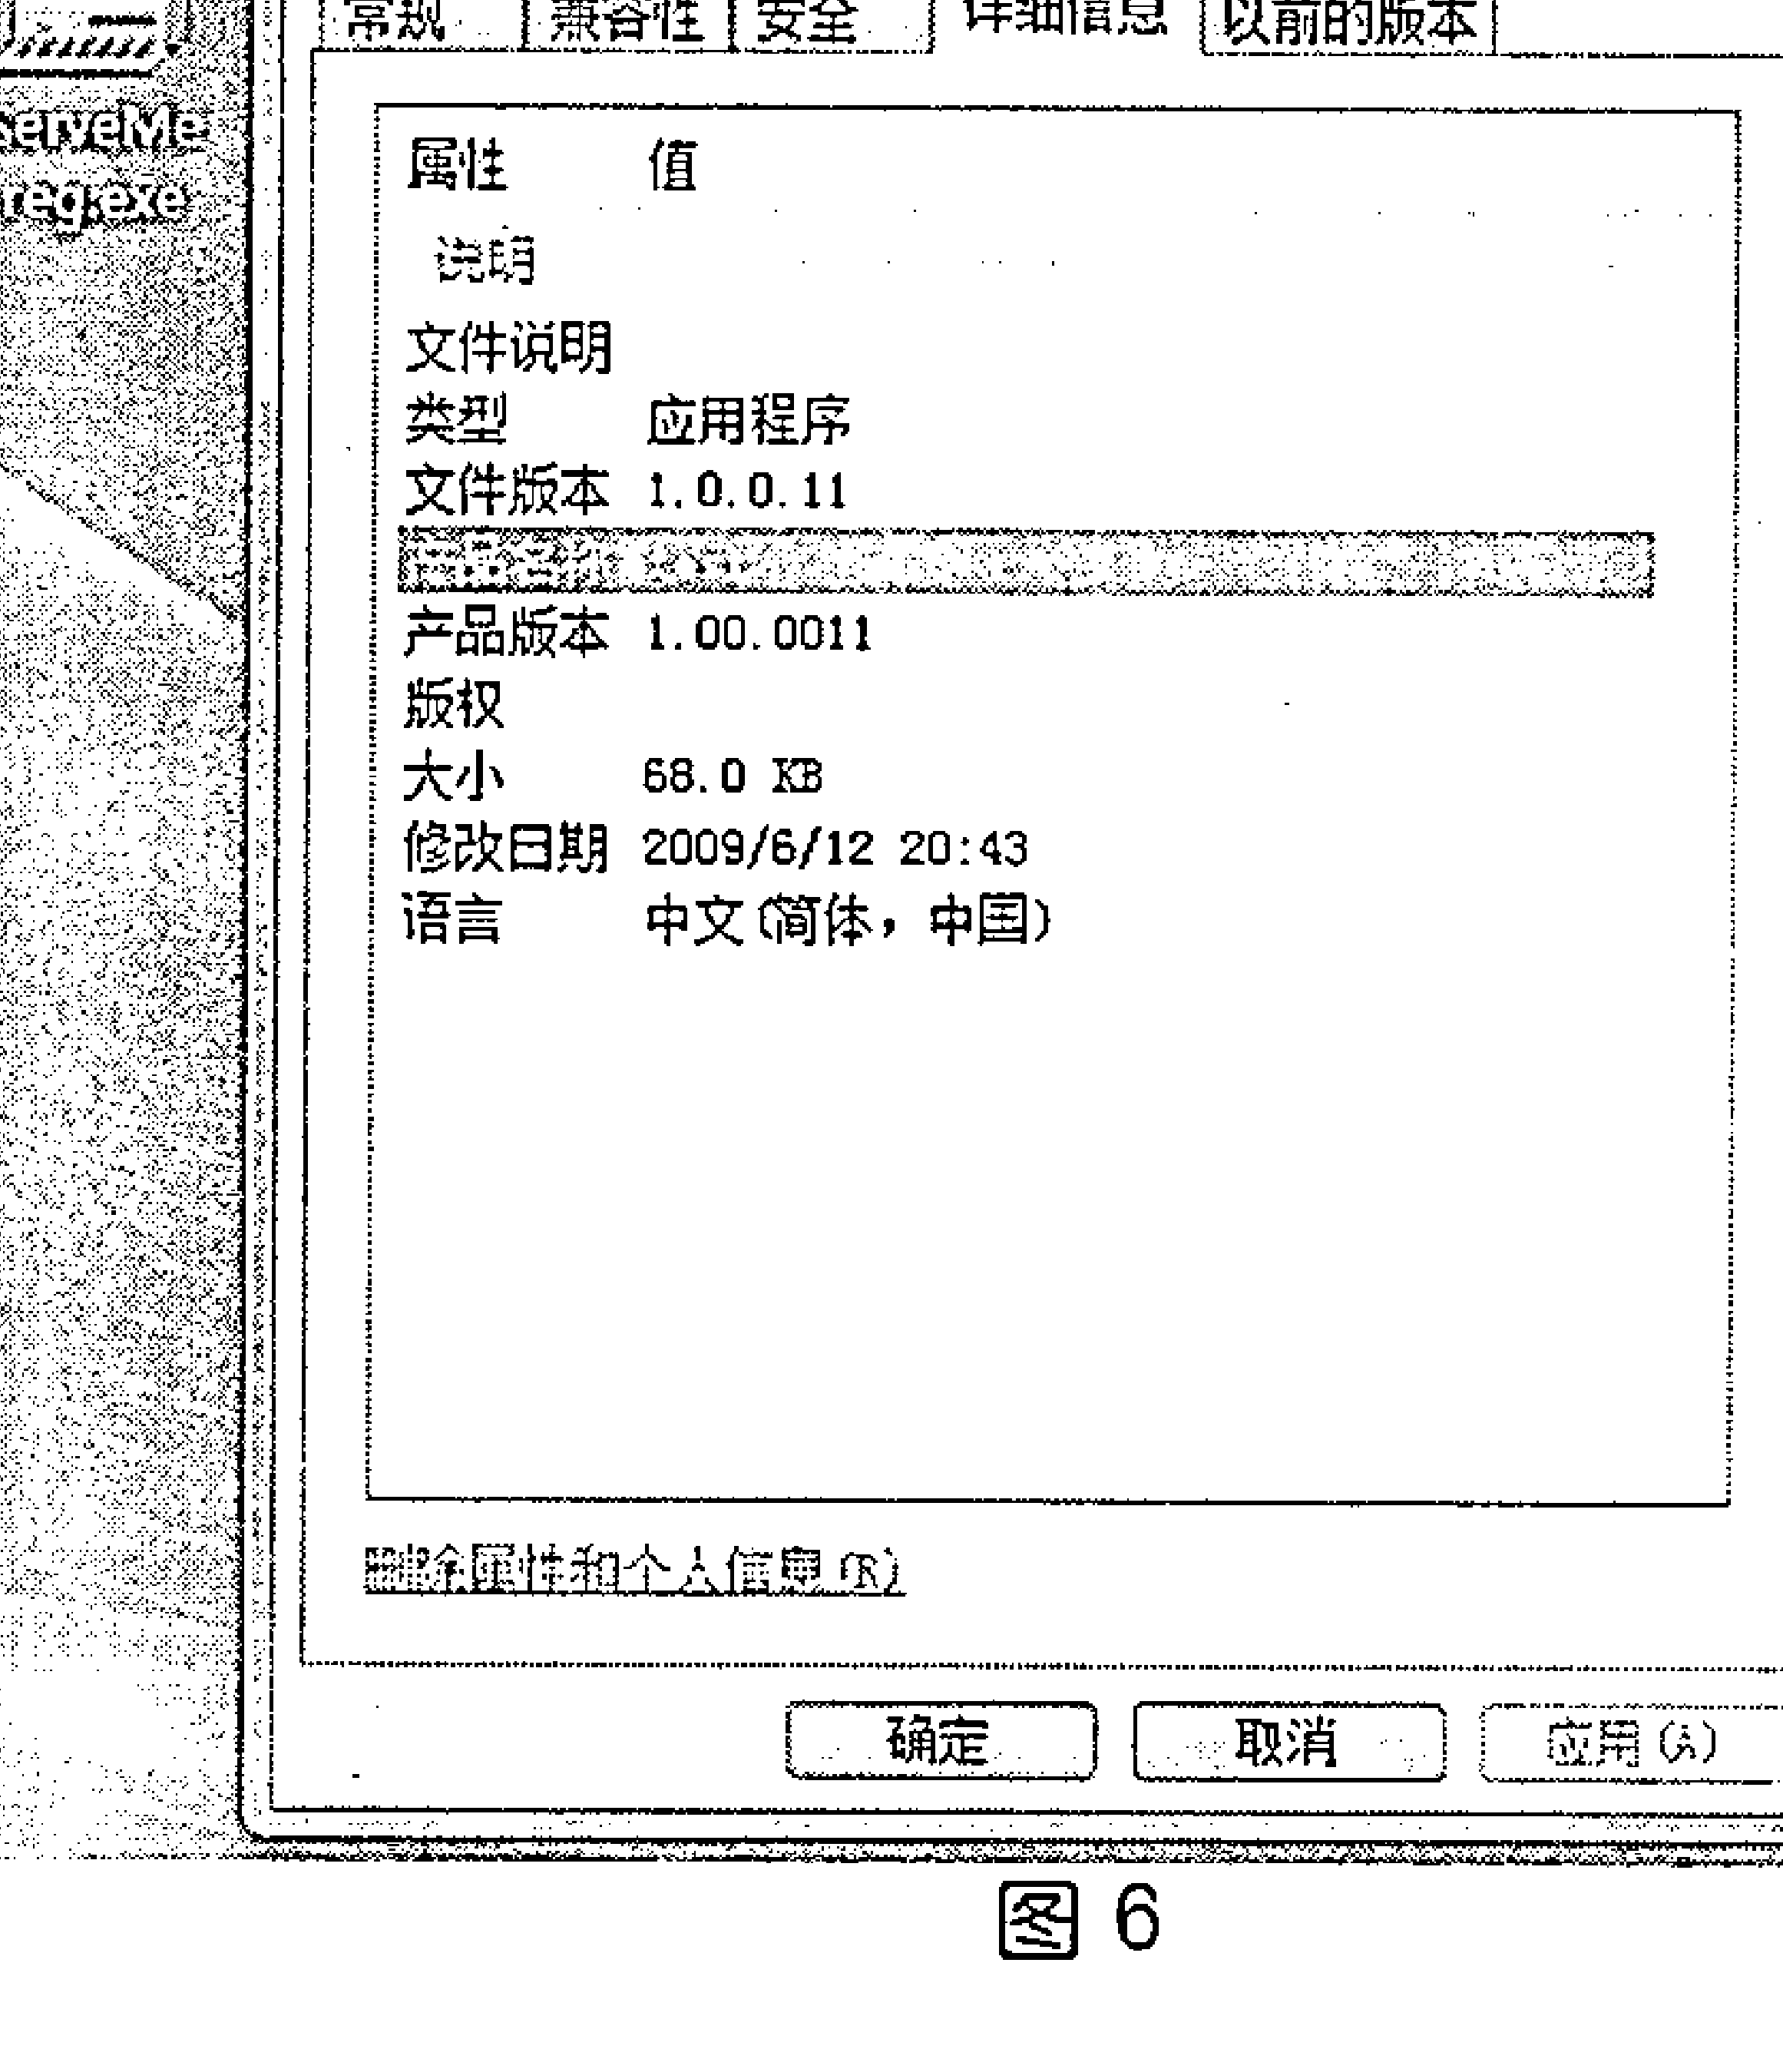 常规 兼容性 安全 详细信息 以前的版本
serveMe
reg.exe
属性 值
说明
文件说明
类型 应用程序
文件版本 1.0.0.11
产品名称
产品版本 1.00.0011
版权
大小 68.0 KB
修改日期 2009/6/12 20:43
语言 中文(简体，中国)
删除属性和个人信息(R)
确定 取消 应用(A)
图 6